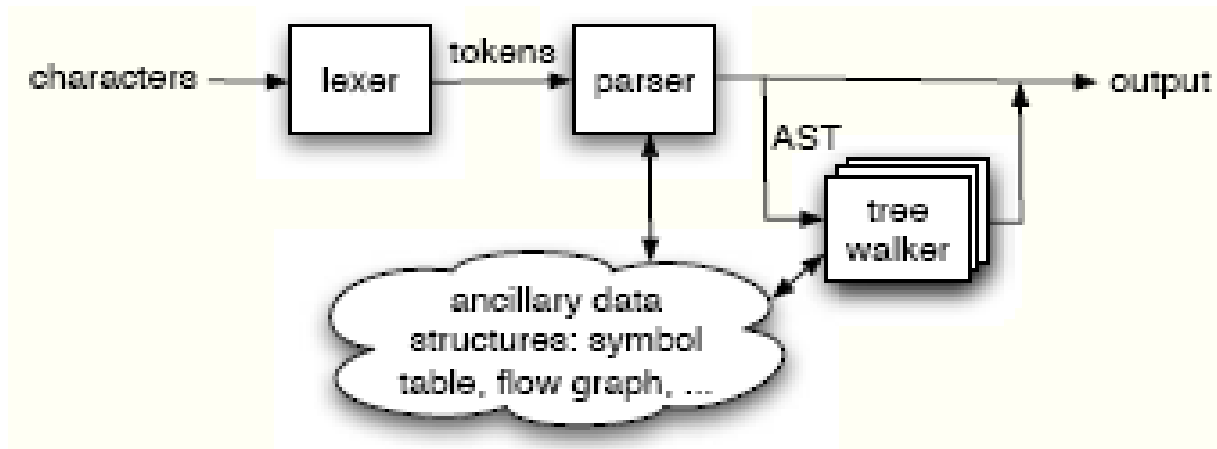 characters
lexer
tokens
parser
output
AST
tree
walker
ancillary data
structures: symbol
table, flow graph, ...